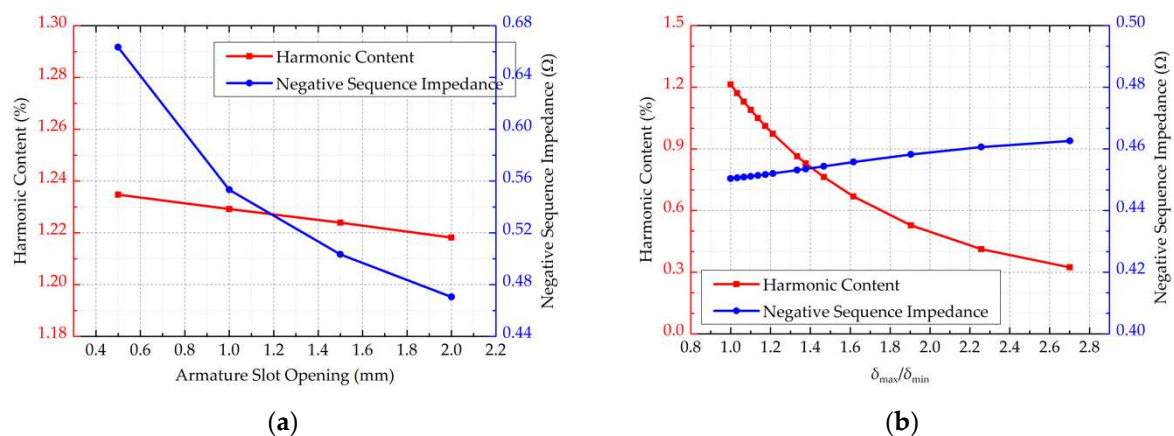 Harmonic Content (%)
1.30
1.28
1.26
1.24
1.22
1.20
1.18
Harmonic Content
Negative Sequence Impedance
0.68
0.64
0.60
0.56
0.52
0.48
0.44
Negative Sequence Impedance (Ω)
0.4 0.6 0.8 1.0 1.2 1.4 1.6 1.8 2.0 2.2
Armature Slot Opening (mm)
(a)
Harmonic Content (%)
1.5
1.2
0.9
0.6
0.3
0.0
Harmonic Content
Negative Sequence Impedance
0.50
0.48
0.46
0.450
0.42
0.40
Negative Sequence Impedance (Ω)
0.8 1.0 1.2 1.4 1.6 1.8 2.0 2.2 2.4 2.6 2.8
δmax/δmin
(b)